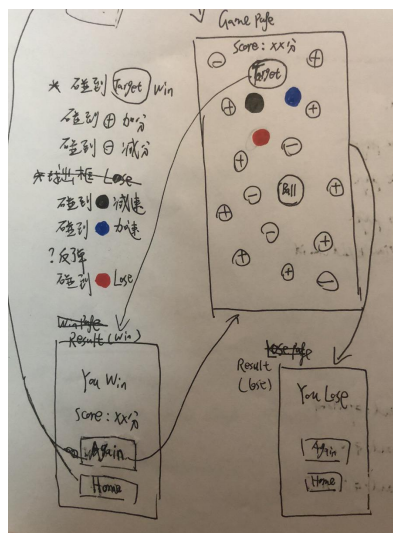 Game Page
Score: xx分
Target
Ball
* 碰到 Target win
碰到 ⊕ 加分
碰到 ⊖ 减分
*球出框 Lose
碰到 减速
碰到 加速
?反弹
碰到 Lose
Win Page
Result (Win)
You Win
Score: xx分
Again
Home
Lose Page
Result
(Lose)
You Lose
Again
Home